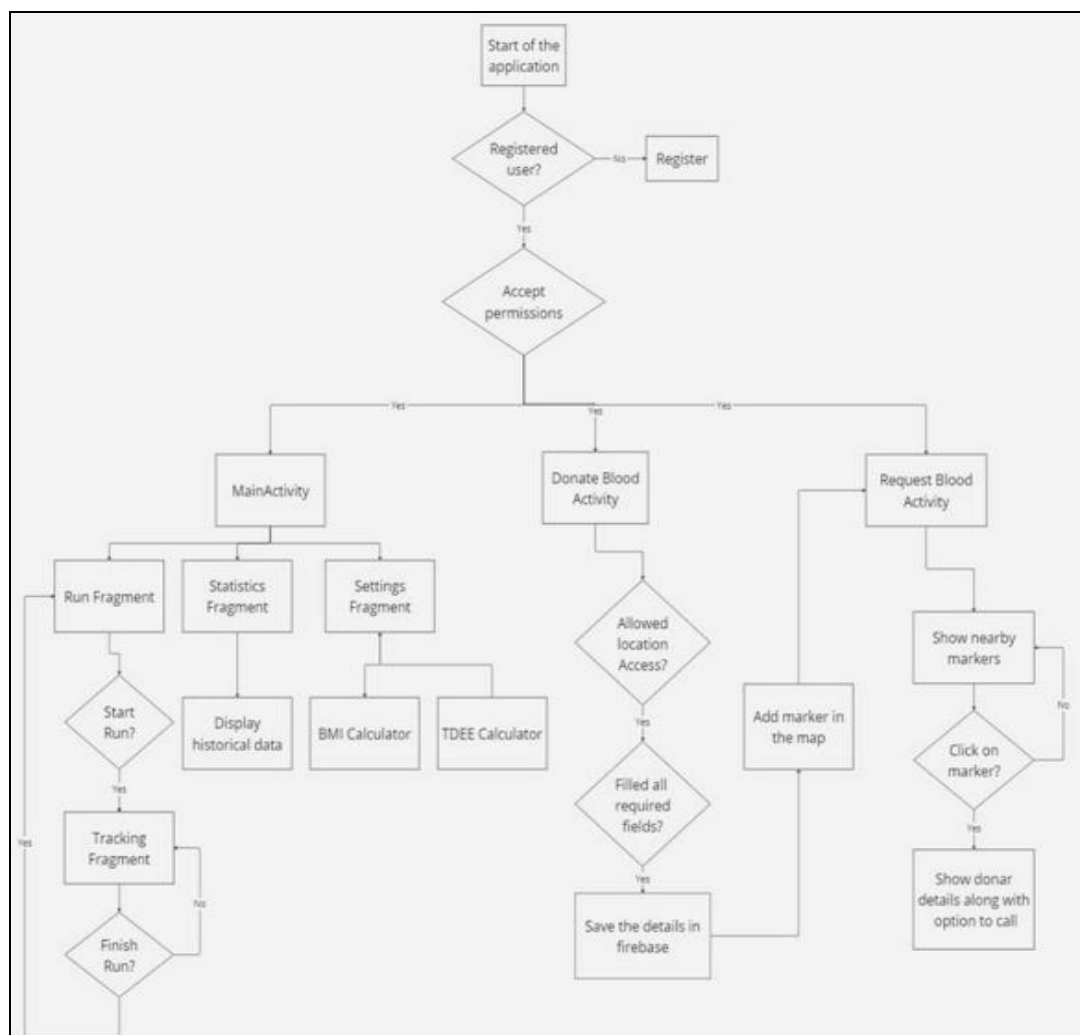 Start of the
application
Registered
user?
No
Register
Yes
Accept
permissions
Yes
Yes
Yes
MainActivity
Donate Blood
Activity
Request Blood
Activity
Run Fragment
Statistics
Fragment
Settings
Fragment
Allowed
location
Access?
Show nearby
markers
Start
Run?
Display
historical data
BMI Calculator
TDEE Calculator
Yes
Add marker in
the map
No
Click on
marker?
Yes
Filled all
required
fields?
Yes
Yes
Tracking
Fragment
No
Yes
Show donar
details along with
option to call
Finish
Run?
Save the details in
firebase